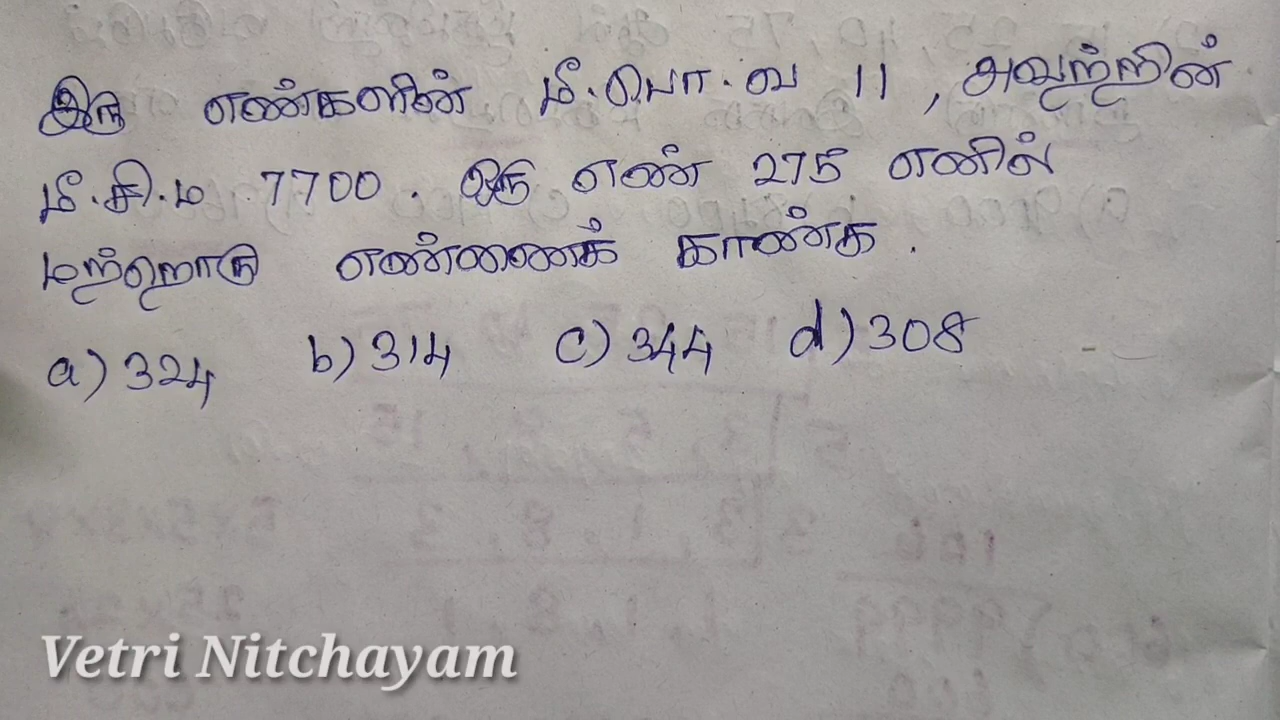 இரு எண்களின் மீ.பொ.வ 11 , அவற்றின்
மீ.சி.ம 7700 . ஒரு எண் 275 எனில்
மற்றொரு எண்ணைக் காண்க .
a) 324 b) 314 c) 344 d) 308
Vetri Nitchayam